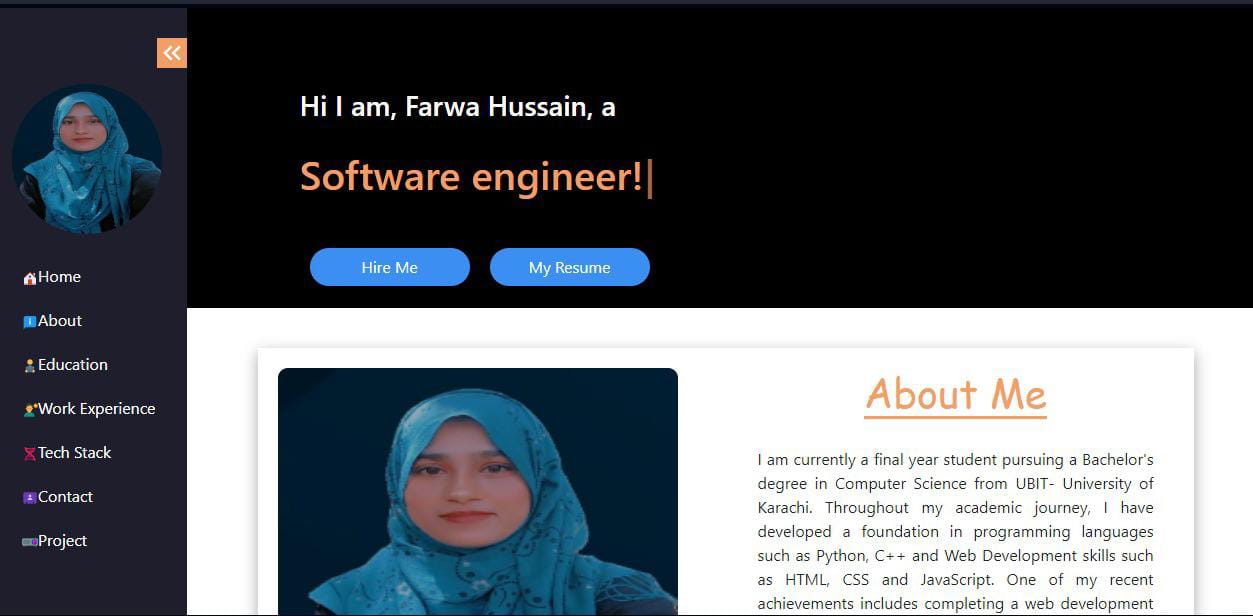 Hi I am, Farwa Hussain, a
Software engineer!
Hire Me
My Resume
Home
About
Education
Work Experience
Tech Stack
Contact
Project
About Me
I am currently a final year student pursuing a Bachelor's
degree in Computer Science from UBIT- University of
Karachi. Throughout my academic journey, I have
developed a foundation in programming languages
such as Python, C++ and Web Development skills such
as HTML, CSS and JavaScript. One of my recent
achievements includes completing a web development